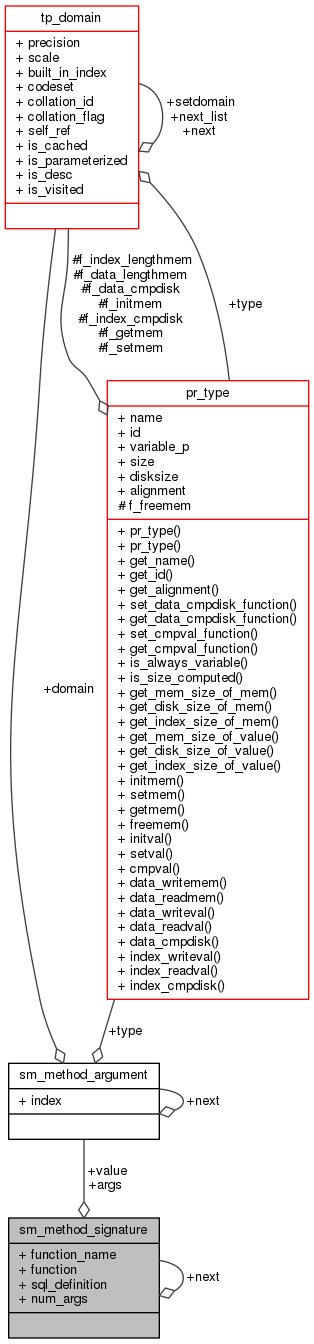 tp_domain
+ precision
+ scale
+ built_in_index
+ codeset
+ collation_id
+ collation_flag
+ self_ref
+ is_cached
+ is_parameterized
+ is_desc
+ is_visited
+setdomain
+next_list
+next
#f_index_lengthmem
#f_data_lengthmem
#f_data_cmpdisk
#f_initmem
#f_index_cmpdisk
#f_getmem
#f_setmem
+type
pr_type
+ name
+ id
+ variable_p
+ size
+ disksize
+ alignment
# f_freemem
+ pr_type()
+ pr_type()
+ get_name()
+ get_id()
+ get_alignment()
+ set_data_cmpdisk_function()
+ get_data_cmpdisk_function()
+ set_cmpval_function()
+ get_cmpval_function()
+ is_always_variable()
+ is_size_computed()
+ get_mem_size_of_mem()
+ get_disk_size_of_mem()
+ get_index_size_of_mem()
+ get_mem_size_of_value()
+ get_disk_size_of_value()
+ get_index_size_of_value()
+ initmem()
+ setmem()
+ getmem()
+ freemem()
+ initval()
+ setval()
+ cmpval()
+ data_writemem()
+ data_readmem()
+ data_writeval()
+ data_readval()
+ data_cmpdisk()
+ index_writeval()
+ index_readval()
+ index_cmpdisk()
+domain
+type
sm_method_argument
+ index
+next
+value
+args
sm_method_signature
+ function_name
+ function
+ sql_definition
+ num_args
+next